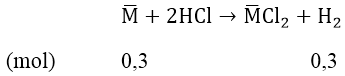 M̅ + 2HCl → M̅Cl₂ + H₂
(mol) 0,3 0,3